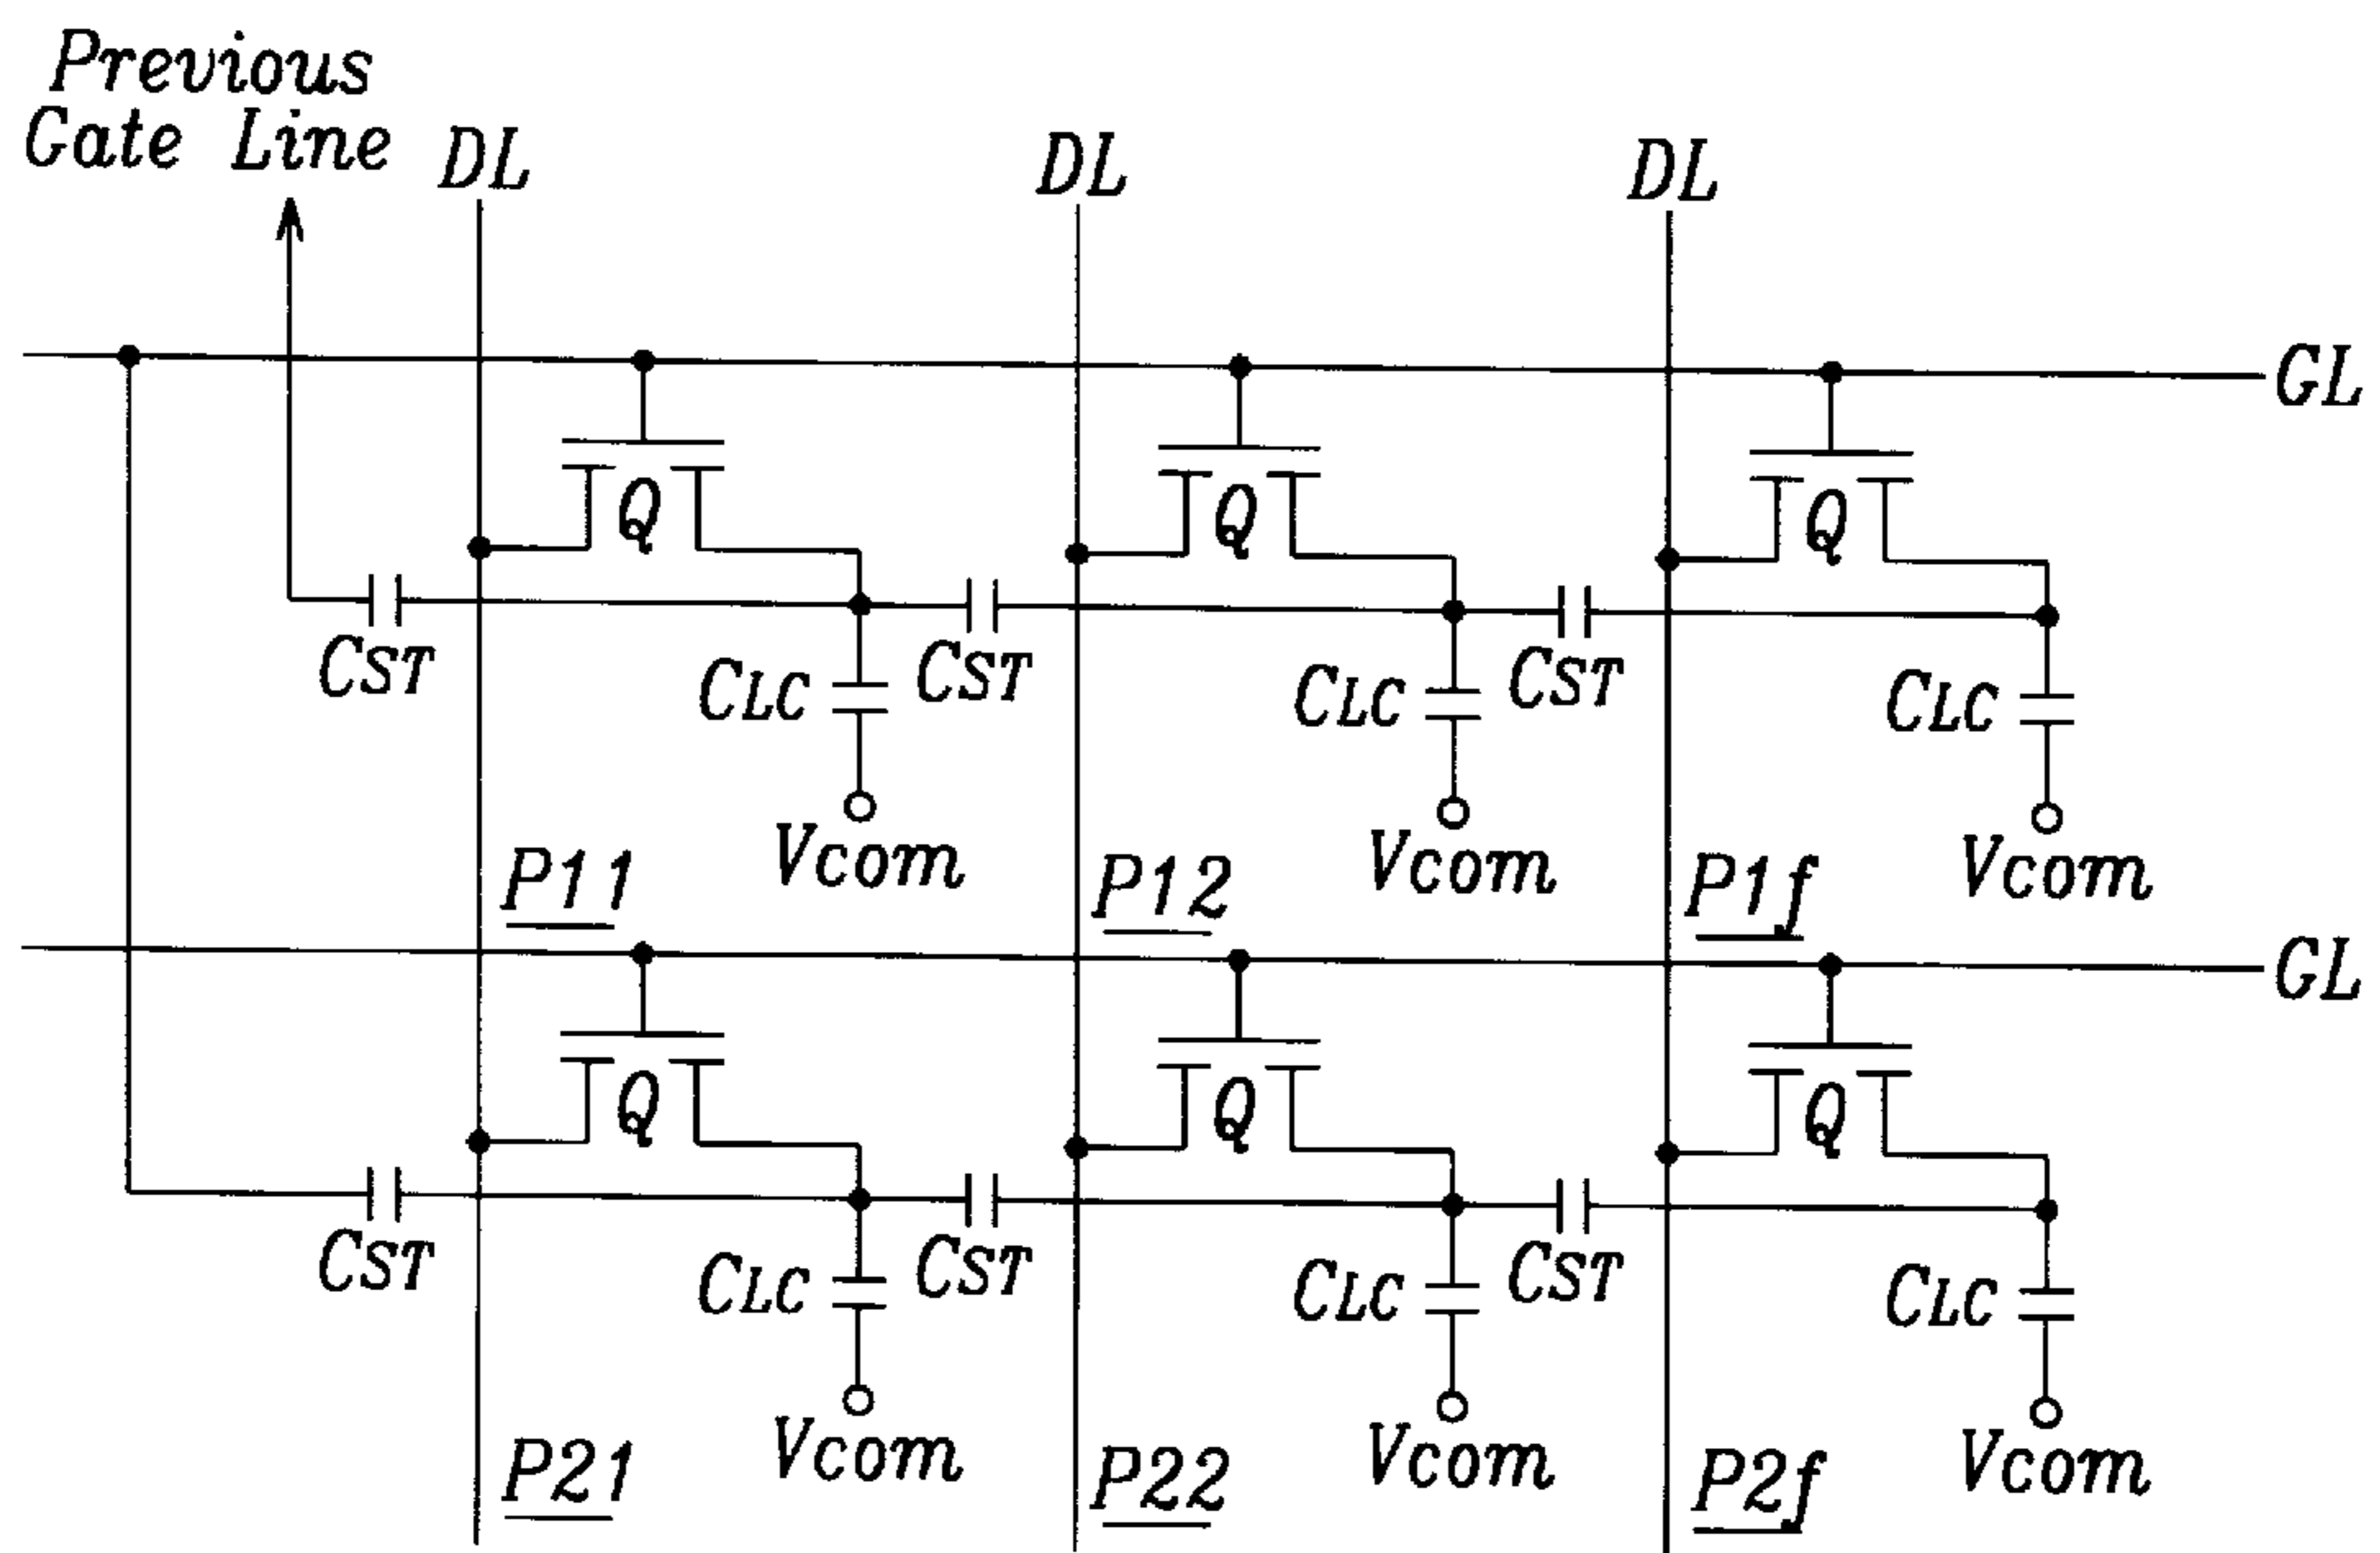 Previous
Gate Line
DL
DL
DL
GL
Q
Q
Q
CST
CLC
CST
CLC
CST
CLC
Vcom
Vcom
Vcom
P11
P12
P1f
GL
Q
Q
Q
CST
CLC
CST
CLC
CST
CLC
Vcom
Vcom
Vcom
P21
P22
P2f